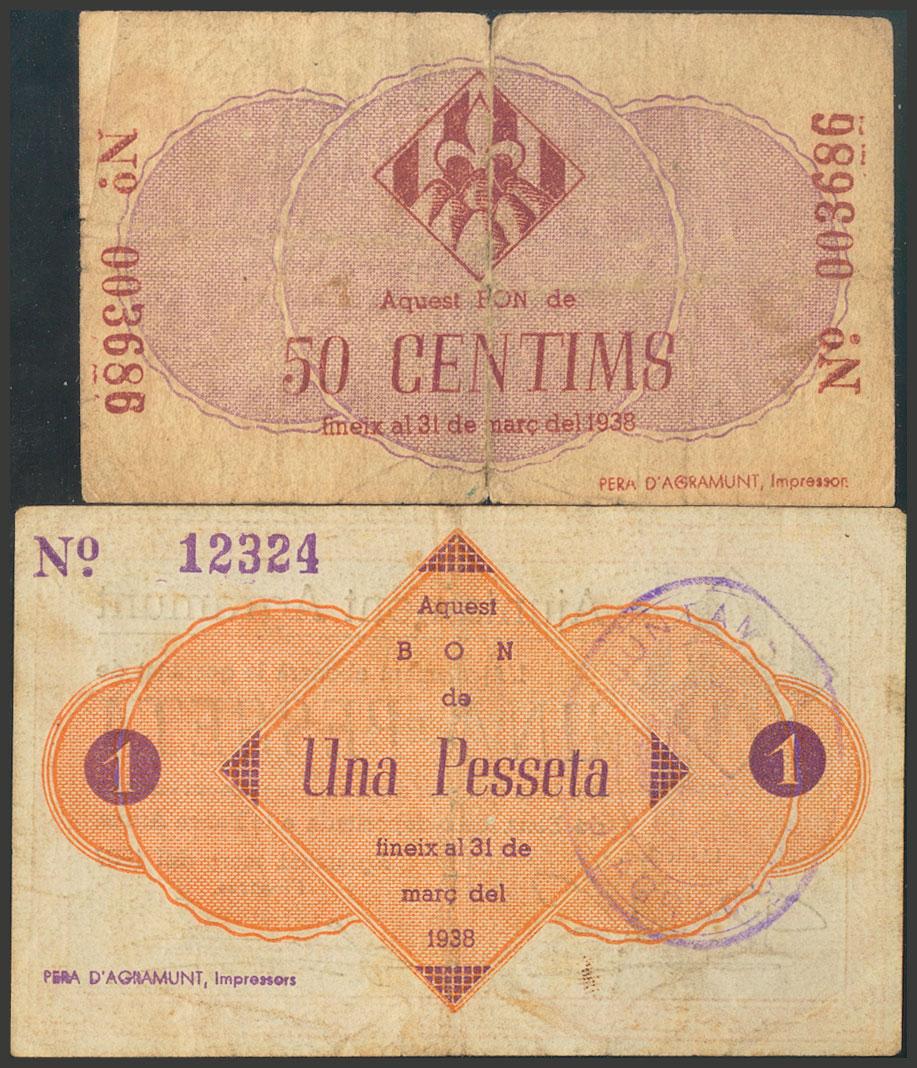 Nº 003686
Nº 003686
Aquest BON de
50 CENTIMS
fineix al 31 de març del 1938
PERA D'AGRAMUNT, Impressors
Nº 12324
Aquest
BON
de
1 Una Pesseta 1
fineix al 31 de
març del
1938
PERA D'AGRAMUNT, Impressors